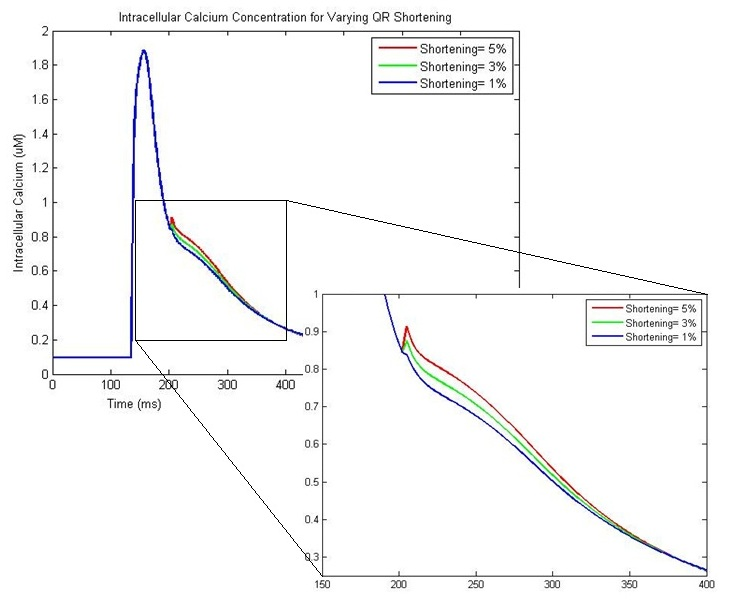 Intracellular Calcium Concentration for Varying QR Shortening
2
1.8
1.6
1.4
1.2
1
0.8
0.6
0.4
0.2
0
Intracellular Calcium (uM)
Shortening= 5%
Shortening= 3%
Shortening= 1%
0 100 200 300 400
Time (ms)
1
0.9
0.8
0.7
0.6
0.5
0.4
0.3
Shortening= 5%
Shortening= 3%
Shortening= 1%
150 200 250 300 350 400